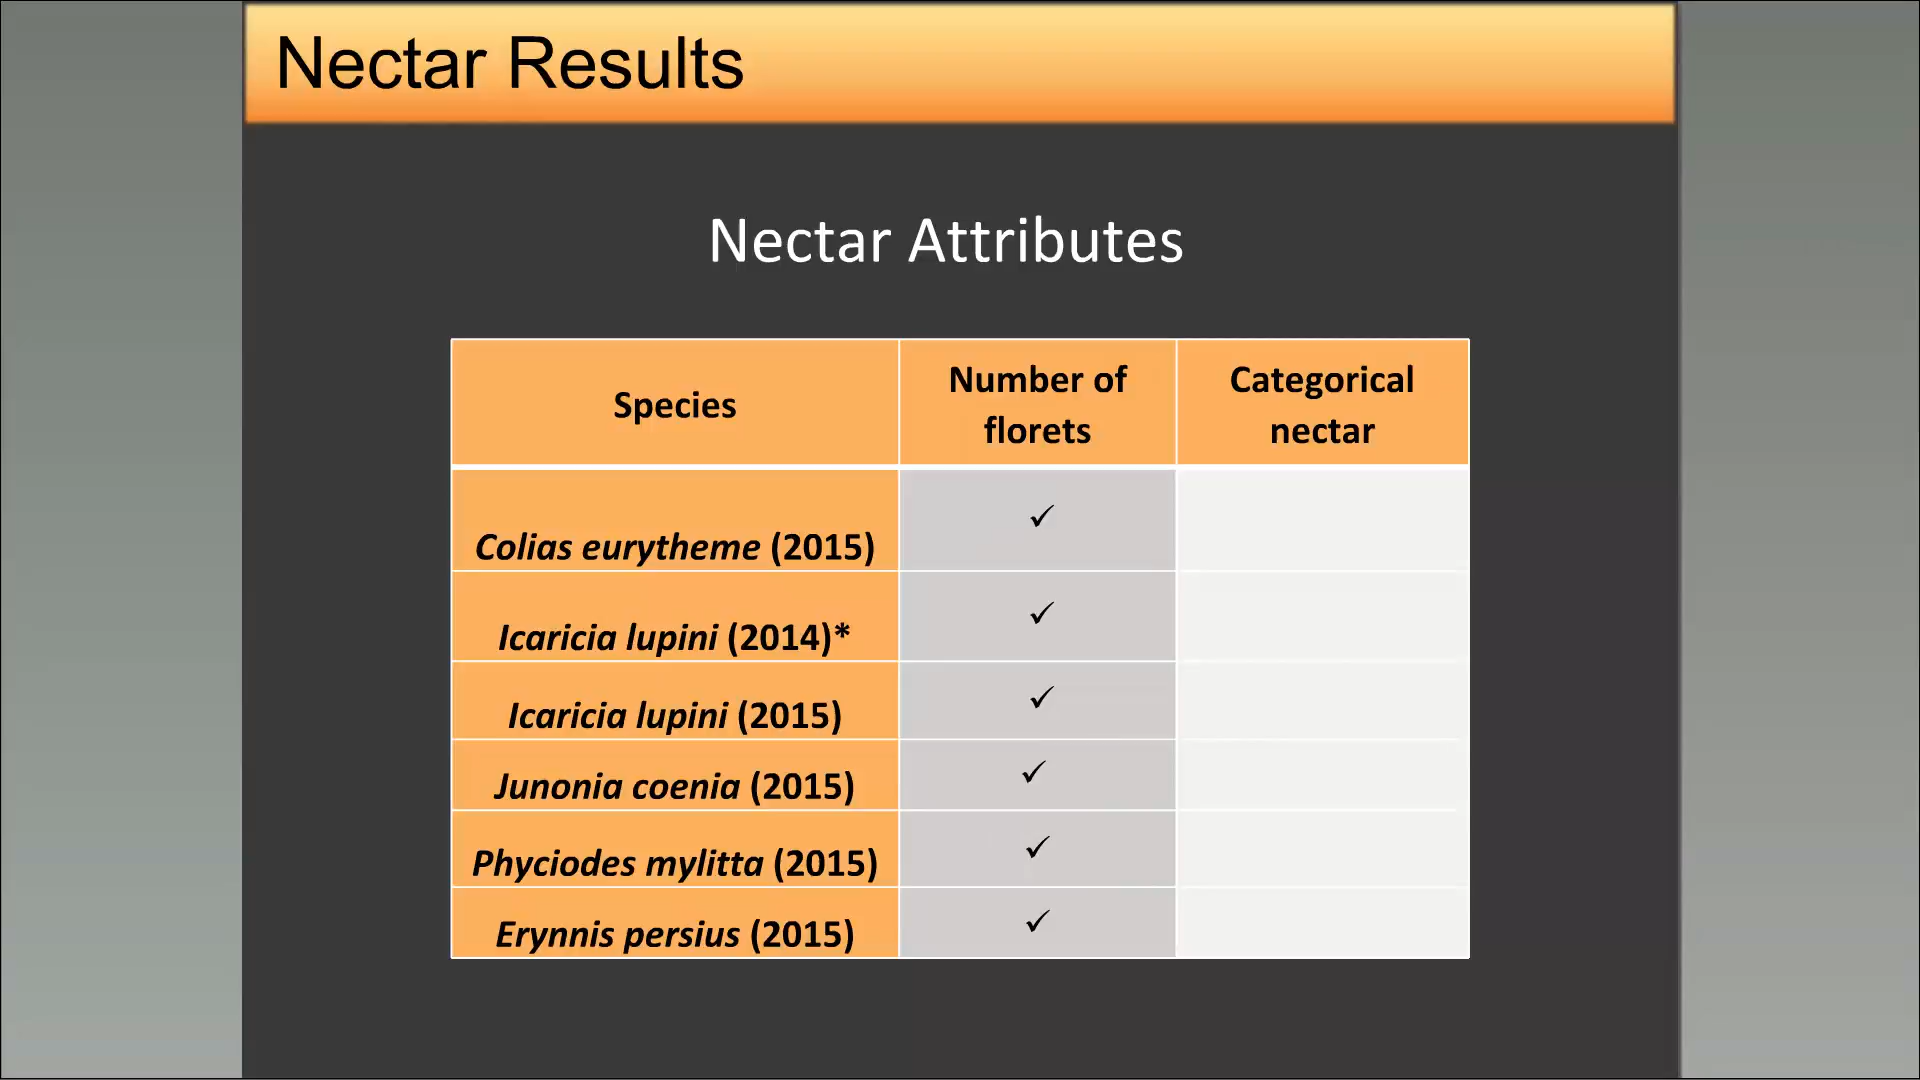 Nectar Results
Nectar Attributes
Species
Number of
florets
Categorical
nectar
Colias eurytheme (2015)
✓
Icaricia lupini (2014)*
✓
Icaricia lupini (2015)
✓
Junonia coenia (2015)
✓
Phyciodes mylitta (2015)
✓
Erynnis persius (2015)
✓